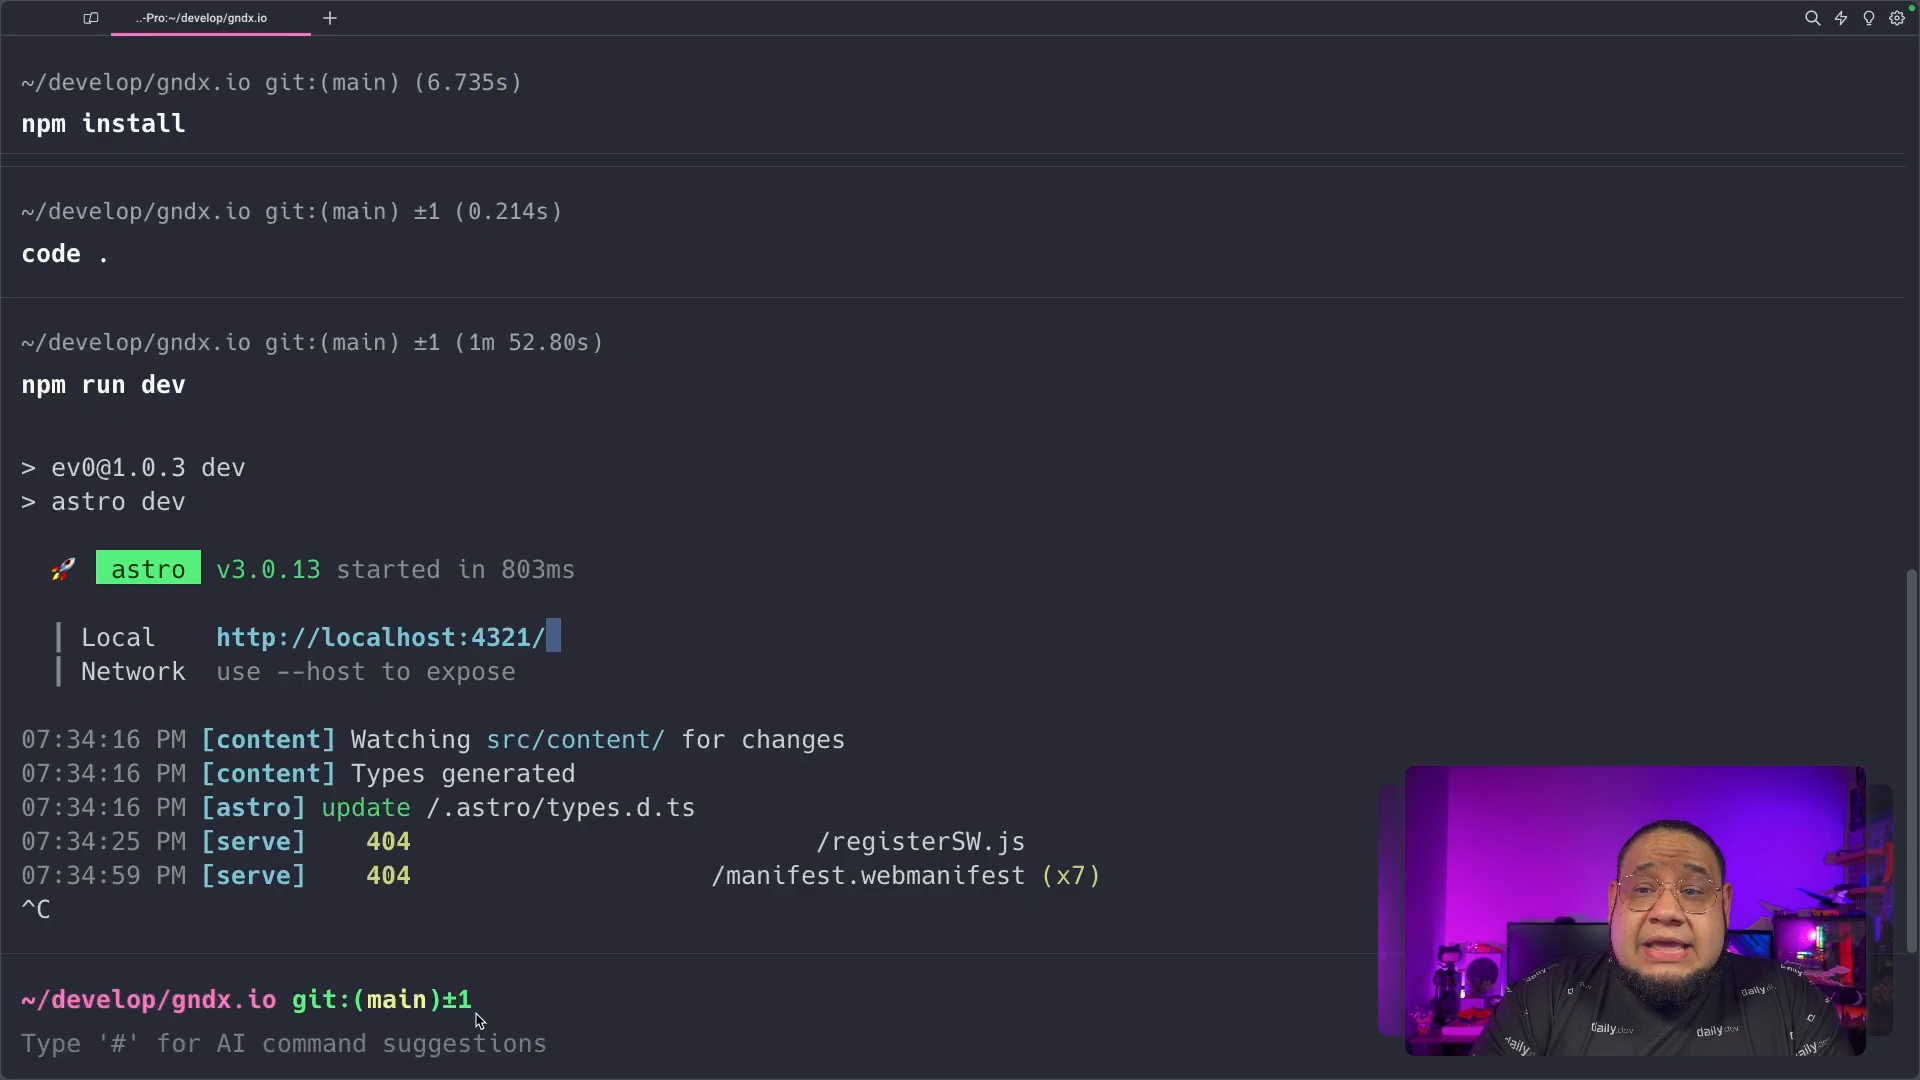 ..-Pro:~/develop/gndx.io
~/develop/gndx.io git:(main) (6.735s)
npm install
~/develop/gndx.io git:(main) ±1 (0.214s)
code .
~/develop/gndx.io git:(main) ±1 (1m 52.80s)
npm run dev
> ev0@1.0.3 dev
> astro dev
🚀 astro v3.0.13 started in 803ms
┃ Local http://localhost:4321/
┃ Network use --host to expose
07:34:16 PM [content] Watching src/content/ for changes
07:34:16 PM [content] Types generated
07:34:16 PM [astro] update /.astro/types.d.ts
07:34:25 PM [serve] 404 /registerSW.js
07:34:59 PM [serve] 404 /manifest.webmanifest (x7)
^C
~/develop/gndx.io git:(main)±1
Type '#' for AI command suggestions
daily.dev
daily.dev